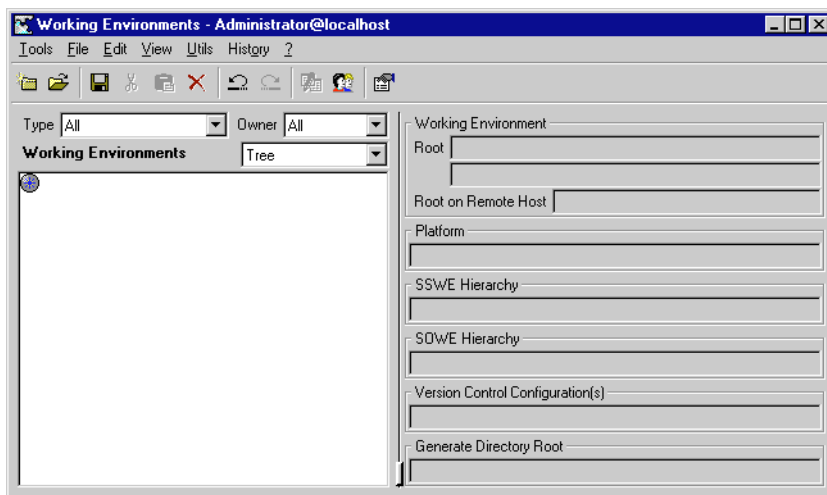 Working Environments - Administrator@localhost
Tools File Edit View Utils History ?
Type All Owner All
Working Environments Tree
Working Environment
Root
Root on Remote Host
Platform
SSWE Hierarchy
SOWE Hierarchy
Version Control Configuration(s)
Generate Directory Root